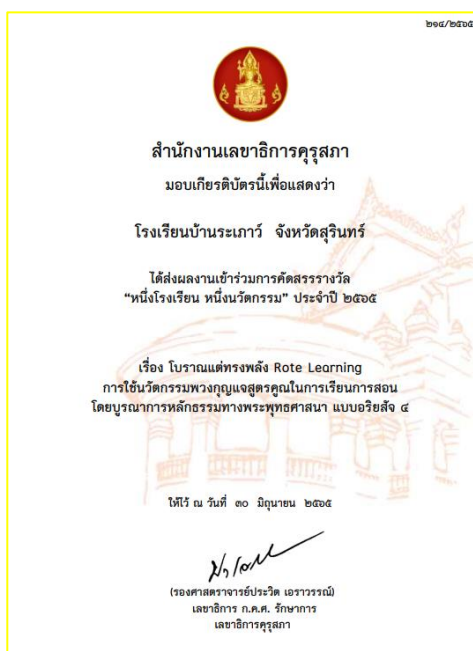 ๒๑๔/๒๕๖๕
สำนักงานเลขาธิการคุรุสภา
มอบเกียรติบัตรนี้เพื่อแสดงว่า
โรงเรียนบ้านระเภาว์ จังหวัดสุรินทร์
ได้ส่งผลงานเข้าร่วมการคัดสรรรางวัล
“หนึ่งโรงเรียน หนึ่งนวัตกรรม” ประจำปี ๒๕๖๕
เรื่อง โบราณแต่ทรงพลัง Rote Learning
การใช้นวัตกรรมพวงกุญแจสูตรคูณในการเรียนการสอน
โดยบูรณาการหลักธรรมทางพระพุทธศาสนา แบบอริยสัจ ๔
ให้ไว้ ณ วันที่ ๓๐ มิถุนายน ๒๕๖๕
(รองศาสตราจารย์ประวิต เอราวรรณ์)
เลขาธิการ ก.ค.ศ. รักษาการ
เลขาธิการคุรุสภา